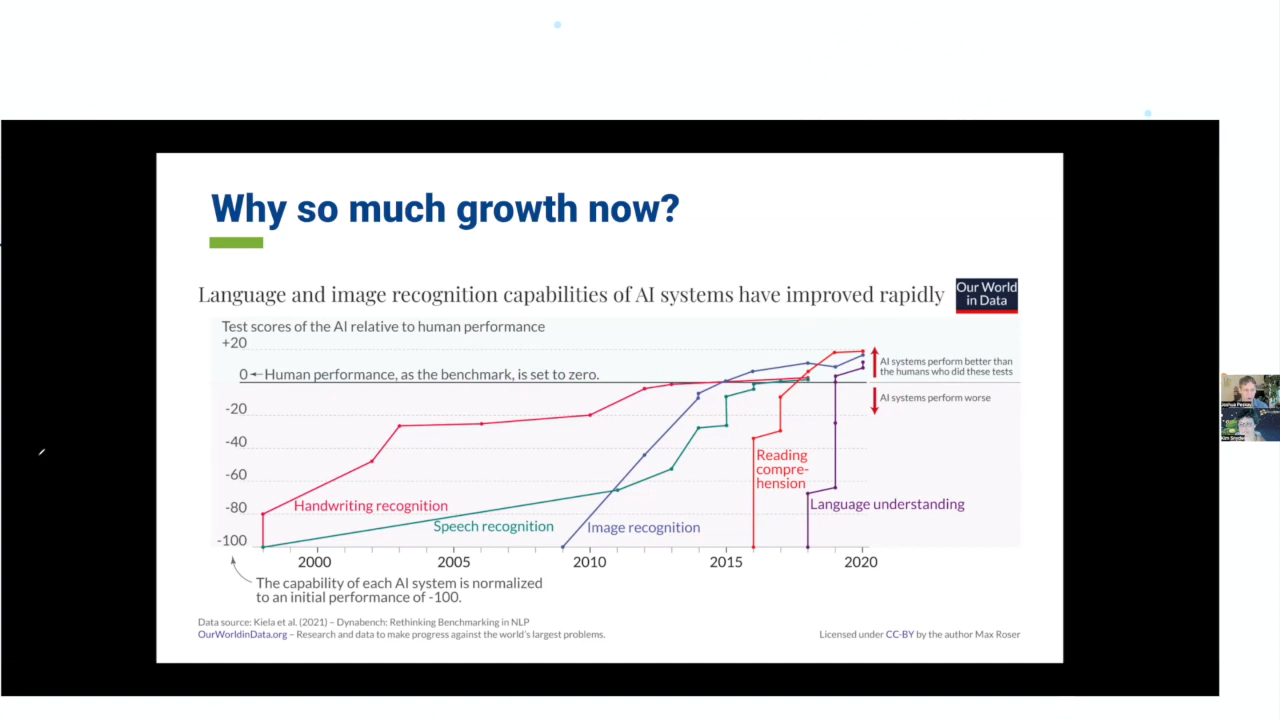 Why so much growth now?
Language and image recognition capabilities of AI systems have improved rapidly
Our World
in Data
Test scores of the AI relative to human performance
+20
0 ← Human performance, as the benchmark, is set to zero.
AI systems perform better than
the humans who did these tests
AI systems perform worse
-20
-40
-60
-80
-100
Handwriting recognition
Speech recognition
Image recognition
Reading
compre-
hension
Language understanding
2000 2005 2010 2015 2020
The capability of each AI system is normalized
to an initial performance of -100.
Data source: Kiela et al. (2021) – Dynabench: Rethinking Benchmarking in NLP
OurWorldinData.org – Research and data to make progress against the world's largest problems.
Licensed under CC-BY by the author Max Roser